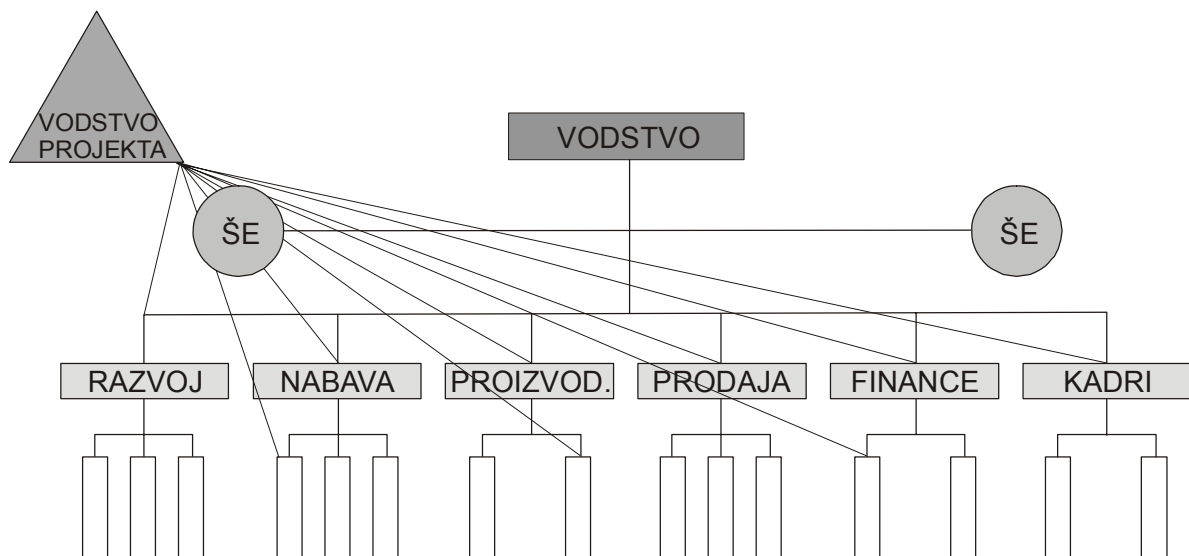 VODSTVO
PROJEKTA
VODSTVO
ŠE
ŠE
RAZVOJ
NABAVA
PROIZVOD.
PRODAJA
FINANCE
KADRI